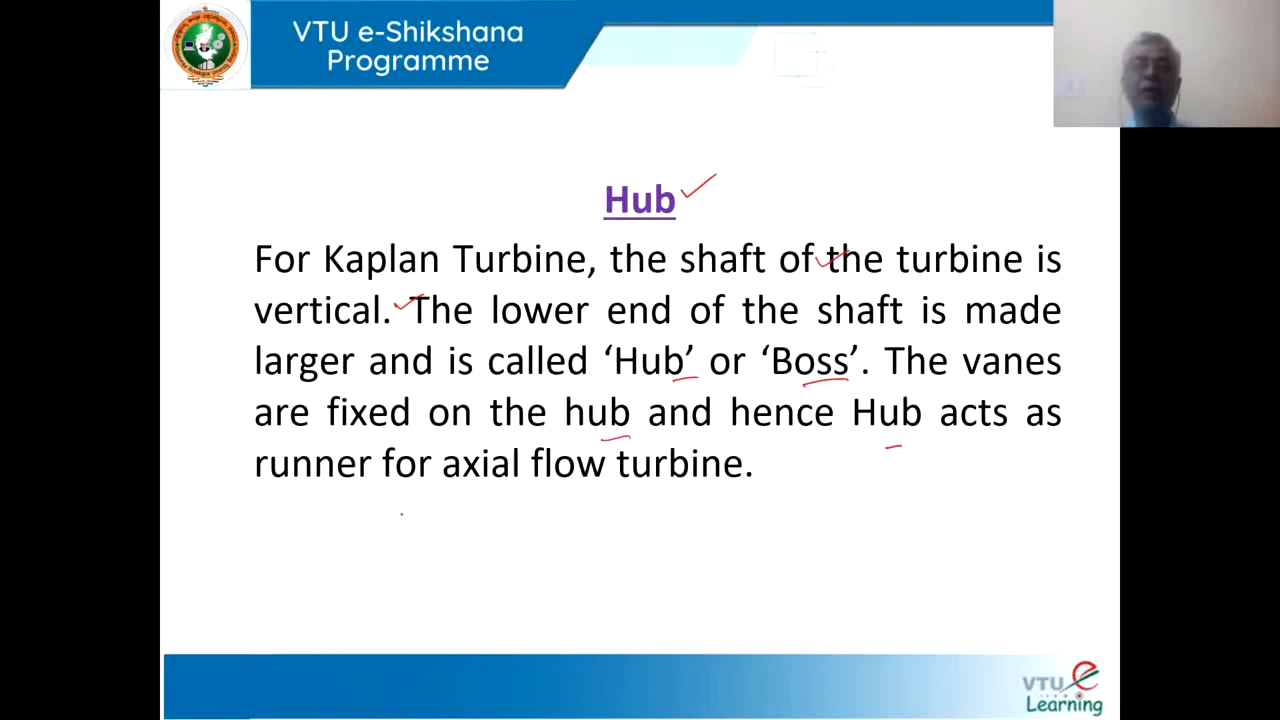 VTU e-Shikshana
Programme
Hub
For Kaplan Turbine, the shaft of the turbine is
vertical. The lower end of the shaft is made
larger and is called ‘Hub’ or ‘Boss’. The vanes
are fixed on the hub and hence Hub acts as
runner for axial flow turbine.
VTU e
Learning